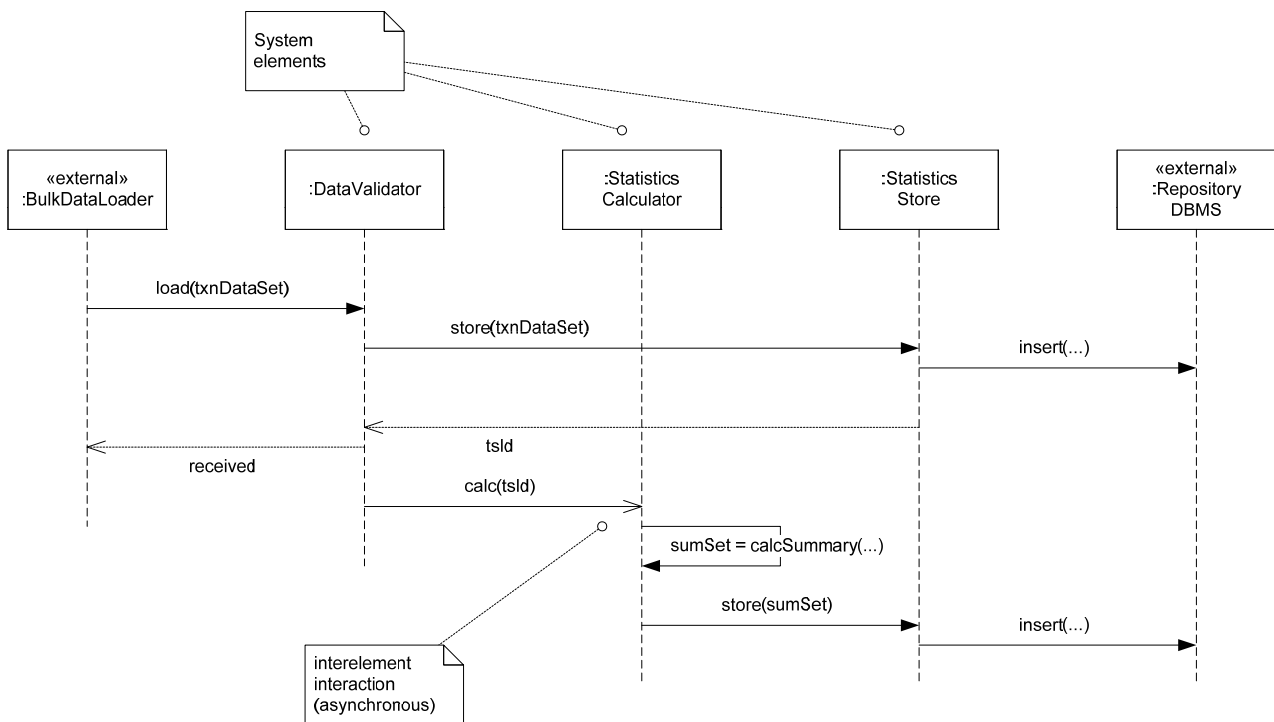 System
elements
«external»
:BulkDataLoader
:DataValidator
:Statistics
Calculator
:Statistics
Store
«external»
:Repository
DBMS
load(txnDataSet)
store(txnDataSet)
insert(...)
tsId
received
calc(tsId)
sumSet = calcSummary(...)
store(sumSet)
insert(...)
interelement
interaction
(asynchronous)